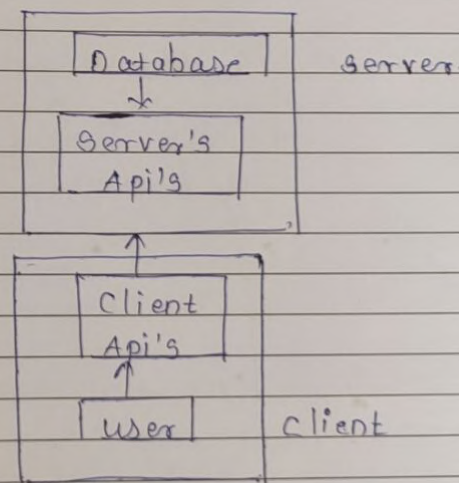 Database
Server
Server's
Api's
Client
Api's
User
Client